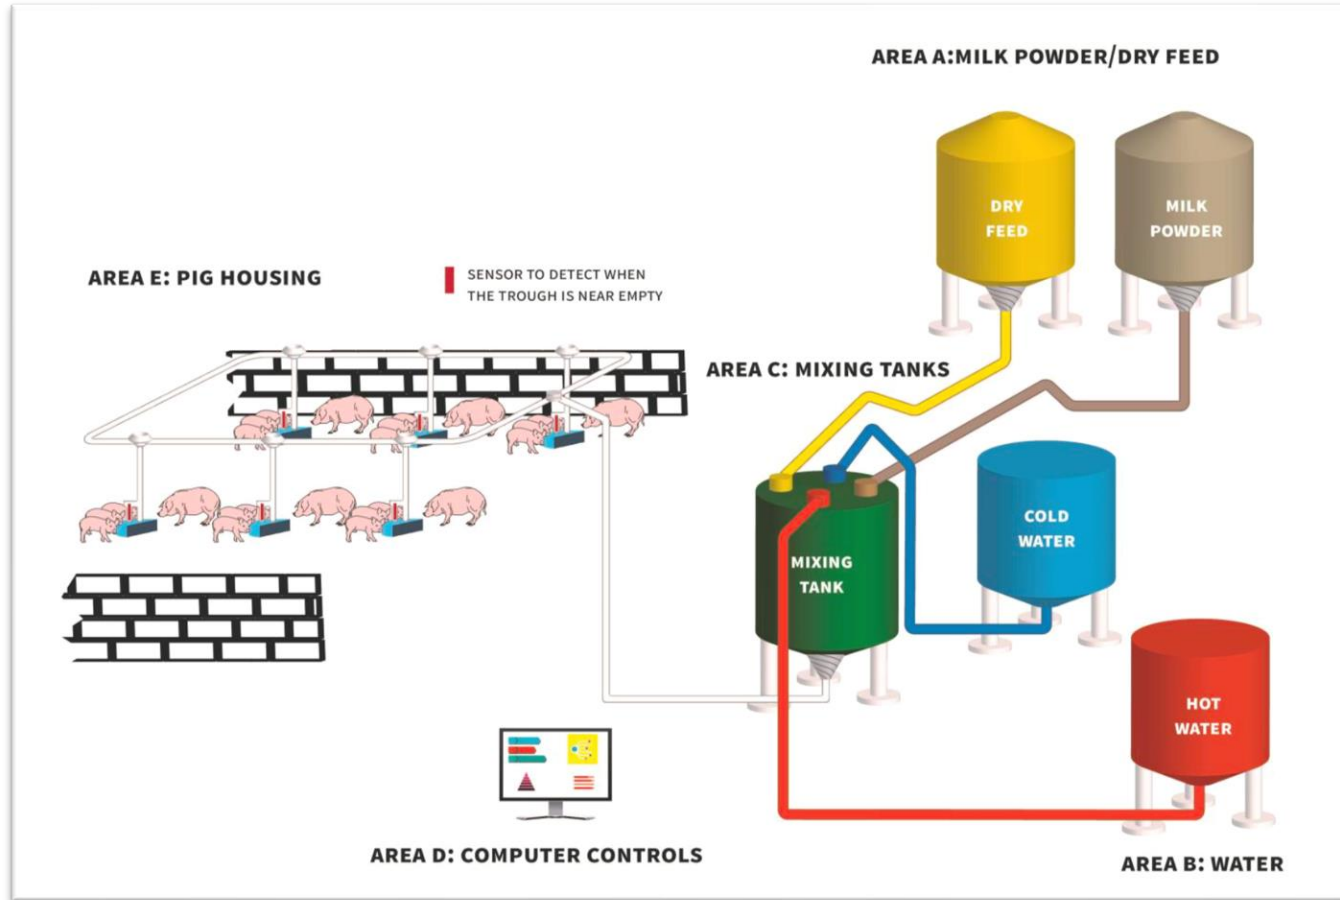 AREA A:MILK POWDER/DRY FEED
DRY
FEED
MILK
POWDER
AREA E: PIG HOUSING
SENSOR TO DETECT WHEN
THE TROUGH IS NEAR EMPTY
AREA C: MIXING TANKS
COLD
WATER
MIXING
TANK
HOT
WATER
AREA D: COMPUTER CONTROLS
AREA B: WATER